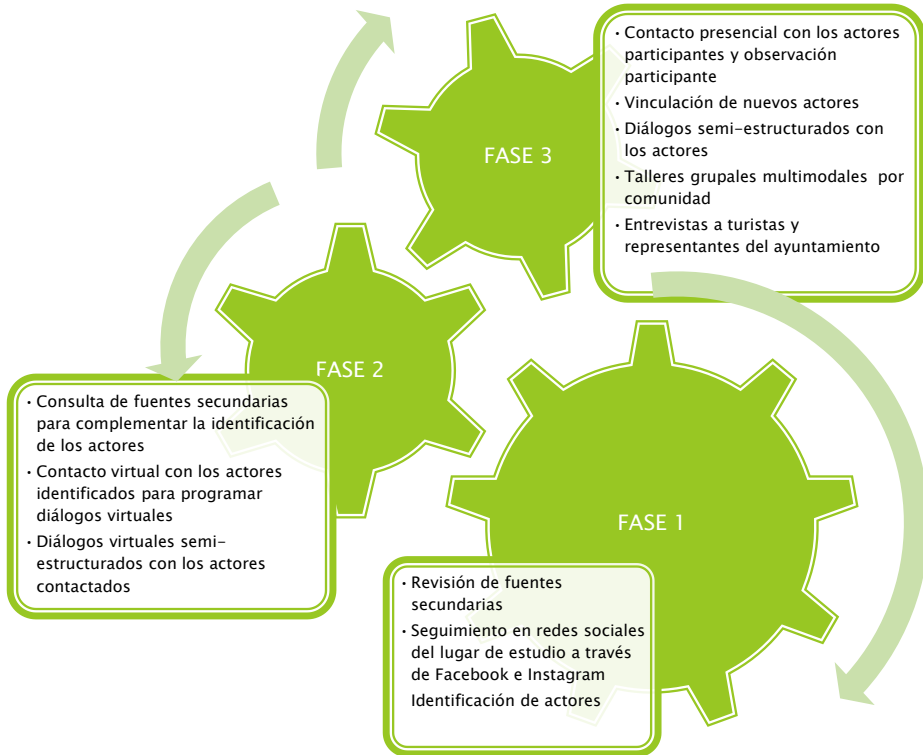 FASE 3
• Contacto presencial con los actores
participantes y observación
participante
• Vinculación de nuevos actores
• Diálogos semi-estructurados con
los actores
• Talleres grupales multimodales por
comunidad
• Entrevistas a turistas y
representantes del ayuntamiento
FASE 2
• Consulta de fuentes secundarias
para complementar la identificación
de los actores
• Contacto virtual con los actores
identificados para programar
diálogos virtuales
• Diálogos virtuales semi-
estructurados con los actores
contactados
FASE 1
• Revisión de fuentes
secundarias
• Seguimiento en redes sociales
del lugar de estudio a través
de Facebook e Instagram
Identificación de actores